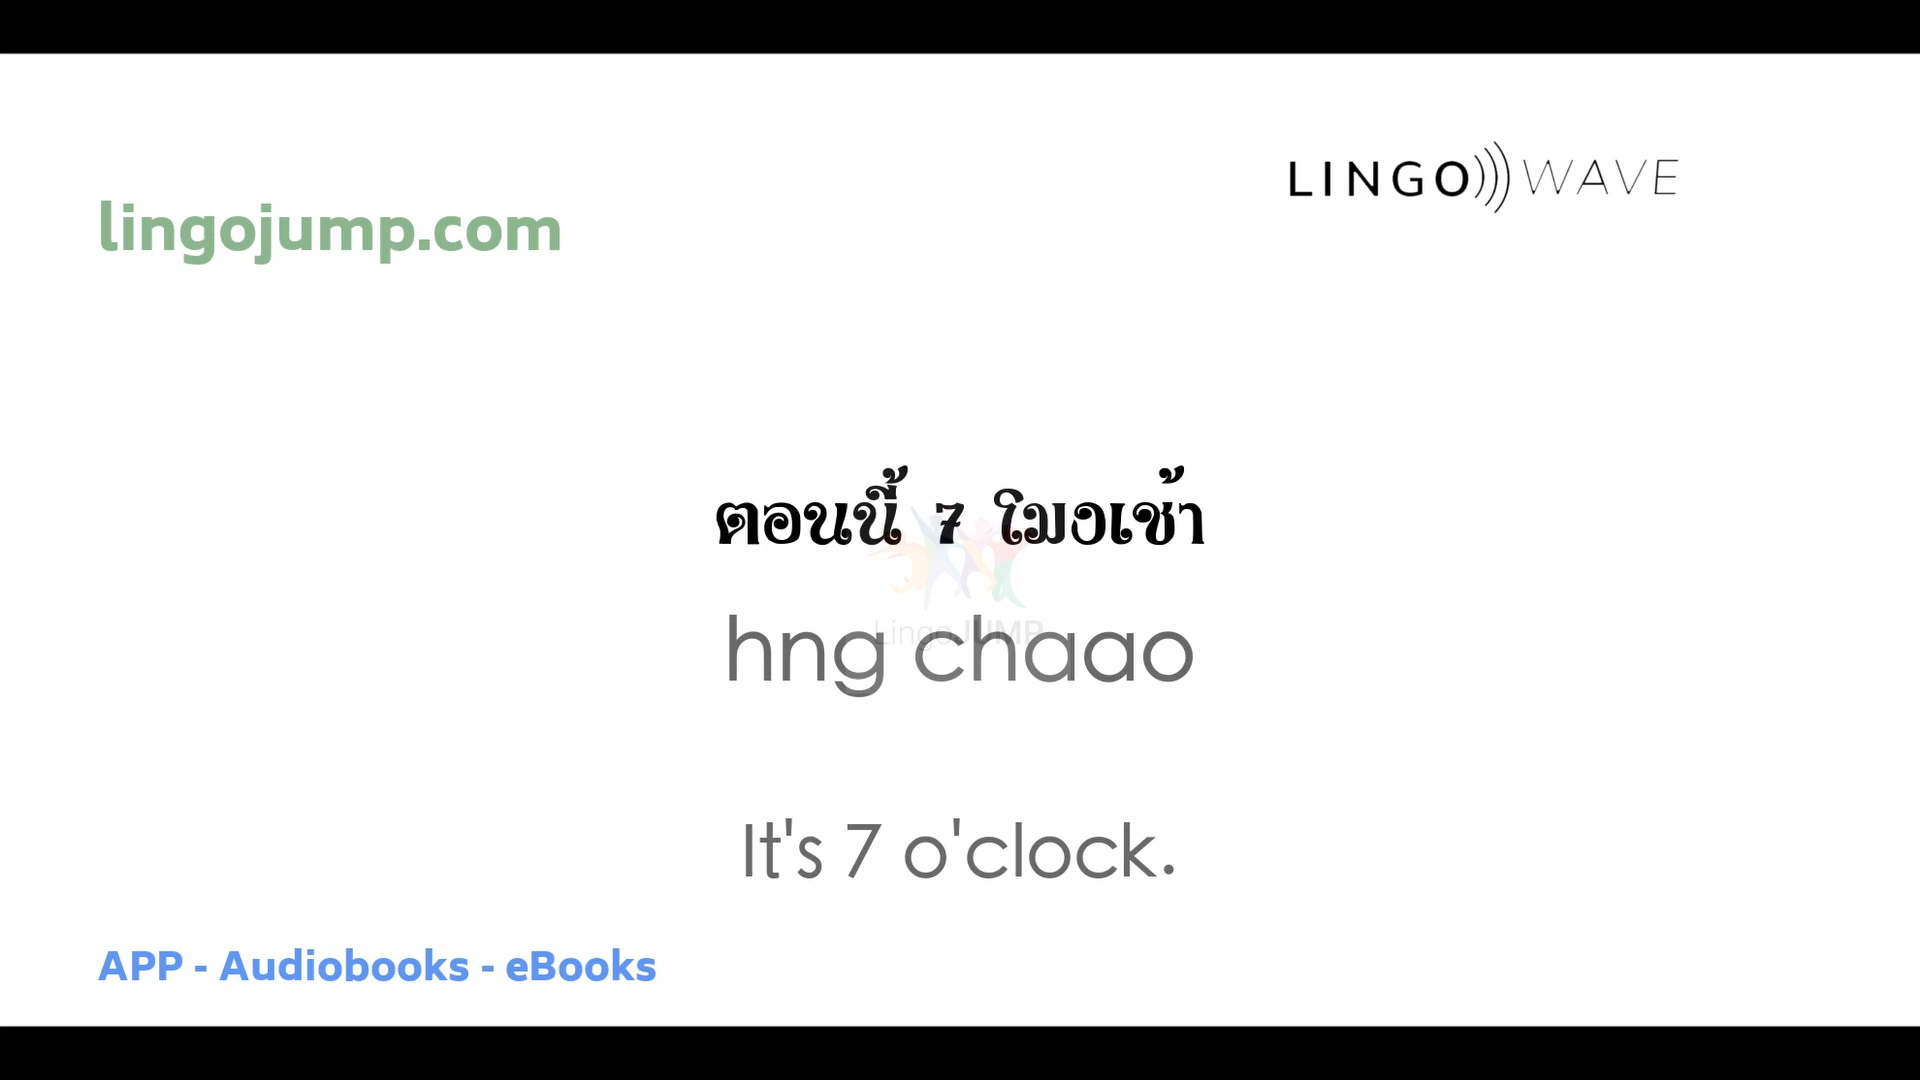 LINGO WAVE
lingojump.com
ตอนนี้ 7 โมงเช้า
LingoJUMP
hng chaao
It's 7 o'clock.
APP - Audiobooks - eBooks